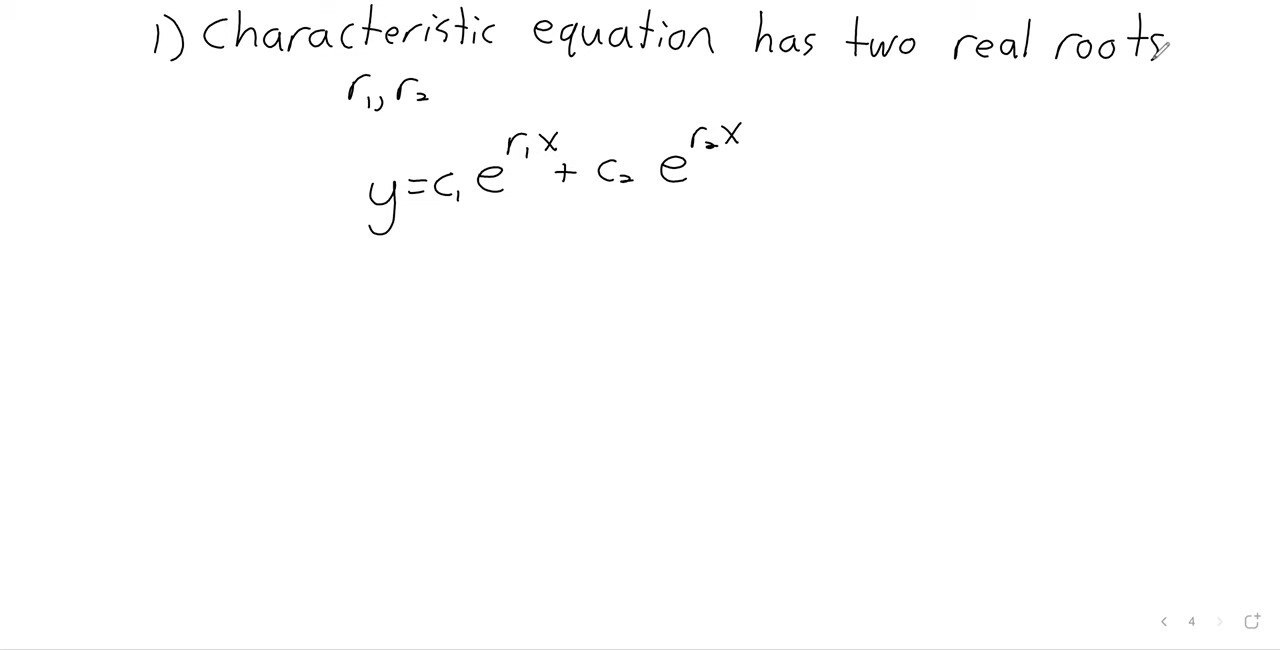 1) Characteristic equation has two real roots
r₁, r₂
y = c₁ e^{r₁x} + c₂ e^{r₂x}
4